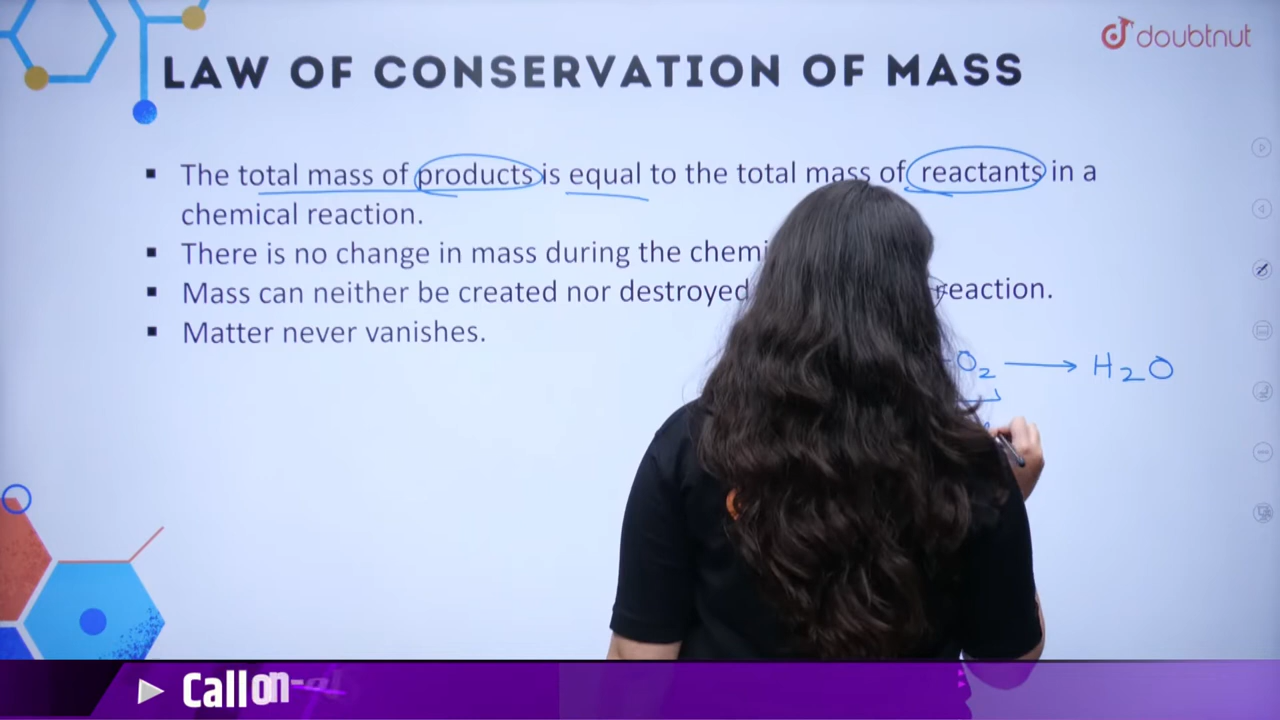 doubtnut
LAW OF CONSERVATION OF MASS
▪ The total mass of products is equal to the total mass of reactants in a
chemical reaction.
▪ There is no change in mass during the
▪ Mass can neither be created nor destroyed reaction.
▪ Matter never vanishes.
O₂ → H₂O
Call on